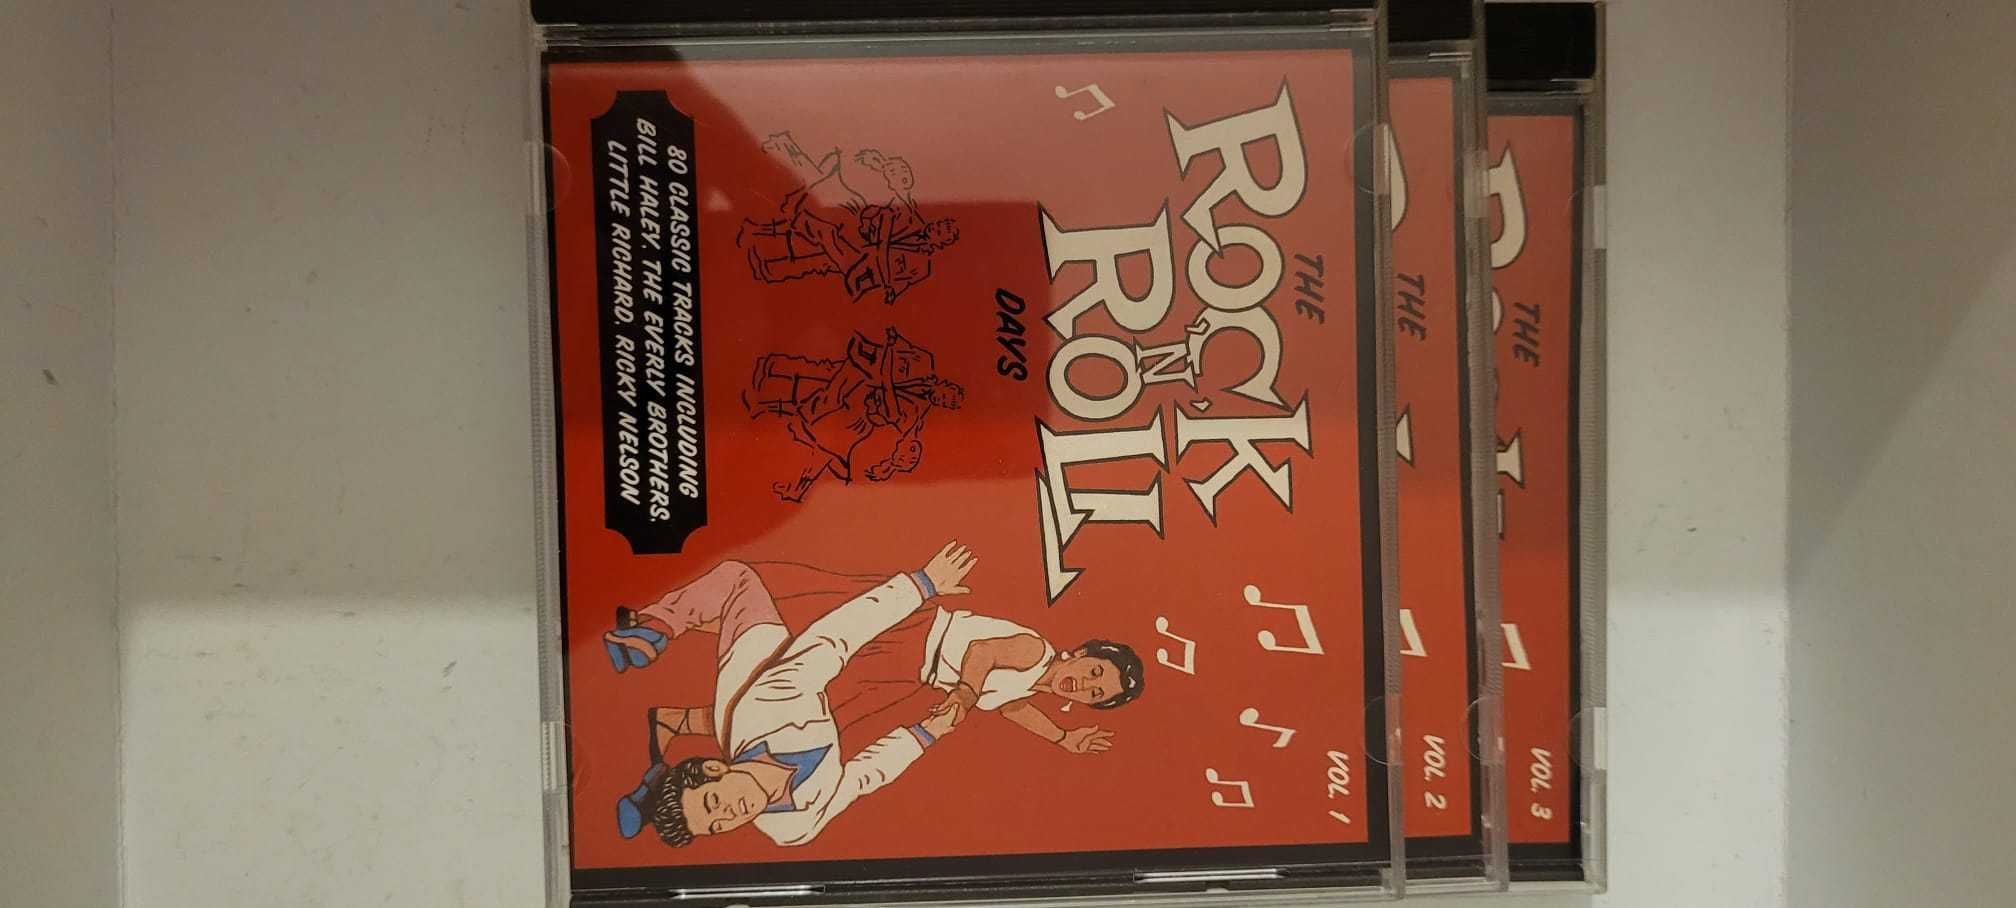 THE
ROCK
'N'
ROLL
DAYS
VOL. 1
80 CLASSIC TRACKS INCLUDING
BILL HALEY, THE EVERLY BROTHERS,
LITTLE RICHARD, RICKY NELSON
THE
VOL. 2
THE
VOL. 3